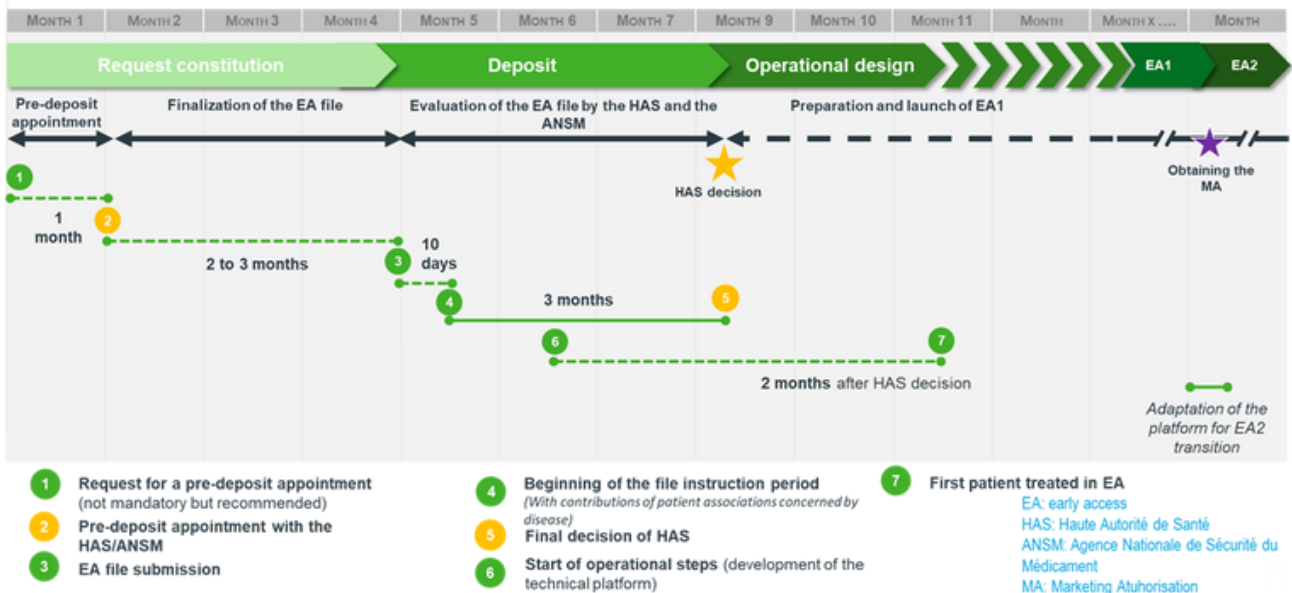 MONTH 1 MONTH 2 MONTH 3 MONTH 4 MONTH 5 MONTH 6 MONTH 7 MONTH 9 MONTH 10 MONTH 11 MONTH MONTH X .... MONTH
Request constitution Deposit Operational design EA1 EA2
Pre-deposit
appointment
Finalization of the EA file
Evaluation of the EA file by the HAS and the
ANSM
Preparation and launch of EA1
HAS decision
Obtaining the
MA
1
1
month
2
2 to 3 months
3
10
days
4
3 months
5
6
7
2 months after HAS decision
Adaptation of the
platform for EA2
transition
1 Request for a pre-deposit appointment
(not mandatory but recommended)
2 Pre-deposit appointment with the
HAS/ANSM
3 EA file submission
4 Beginning of the file instruction period
(With contributions of patient associations concerned by
disease)
5 Final decision of HAS
6 Start of operational steps (development of the
technical platform)
7 First patient treated in EA
EA: early access
HAS: Haute Autorité de Santé
ANSM: Agence Nationale de Sécurité du
Médicament
MA: Marketing Atuhorisation